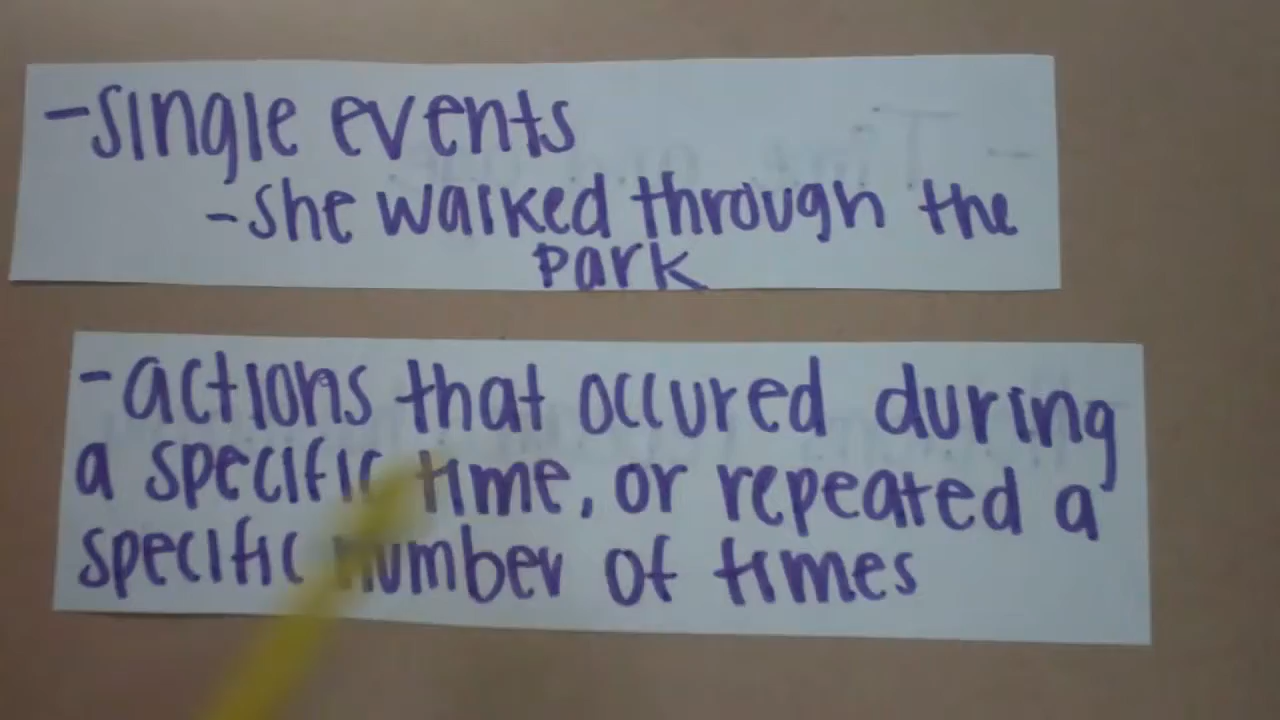 -single events
-she walked through the
park
-actions that occured during
a specific time, or repeated a
specific number of times